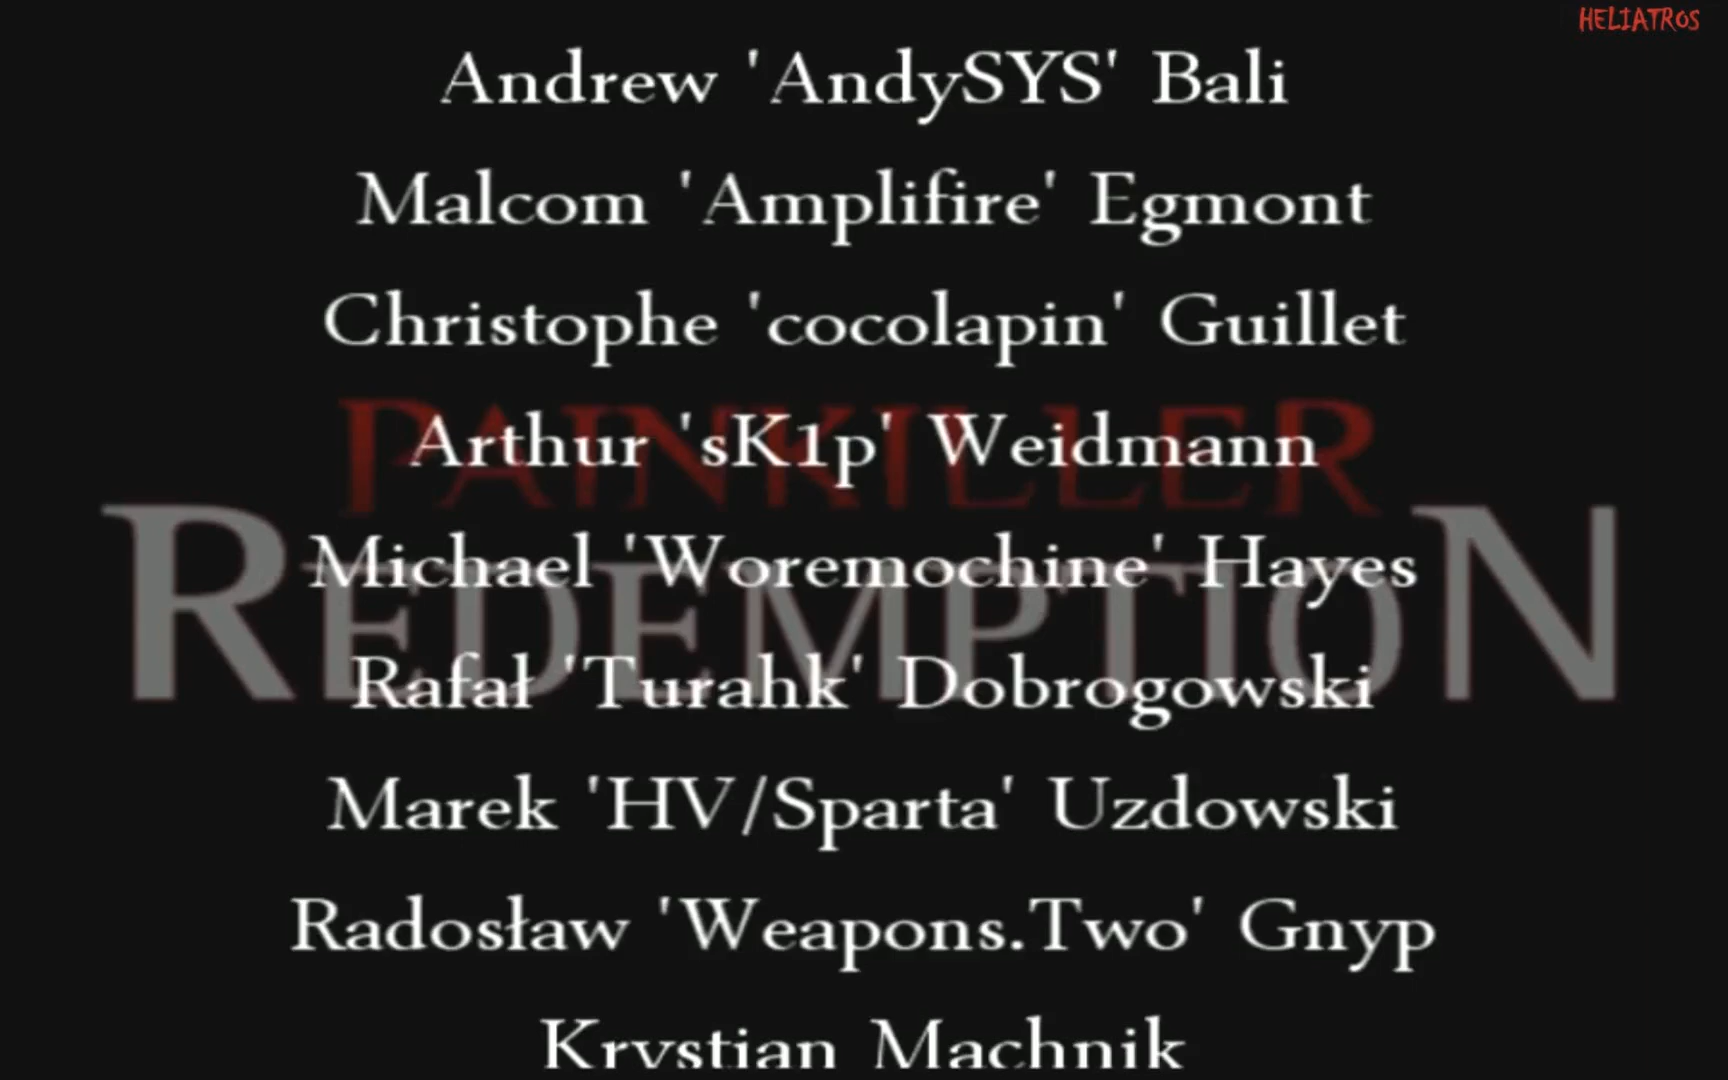 HELIATROS
Andrew 'AndySYS' Bali
Malcom 'Amplifire' Egmont
Christophe 'cocolapin' Guillet
PAINKILLER
Arthur 'sK1p' Weidmann
REDEMPTION
Michael 'Woremochine' Hayes
Rafał 'Turahk' Dobrogowski
Marek 'HV/Sparta' Uzdowski
Radosław 'Weapons.Two' Gnyp
Krystian Machnik